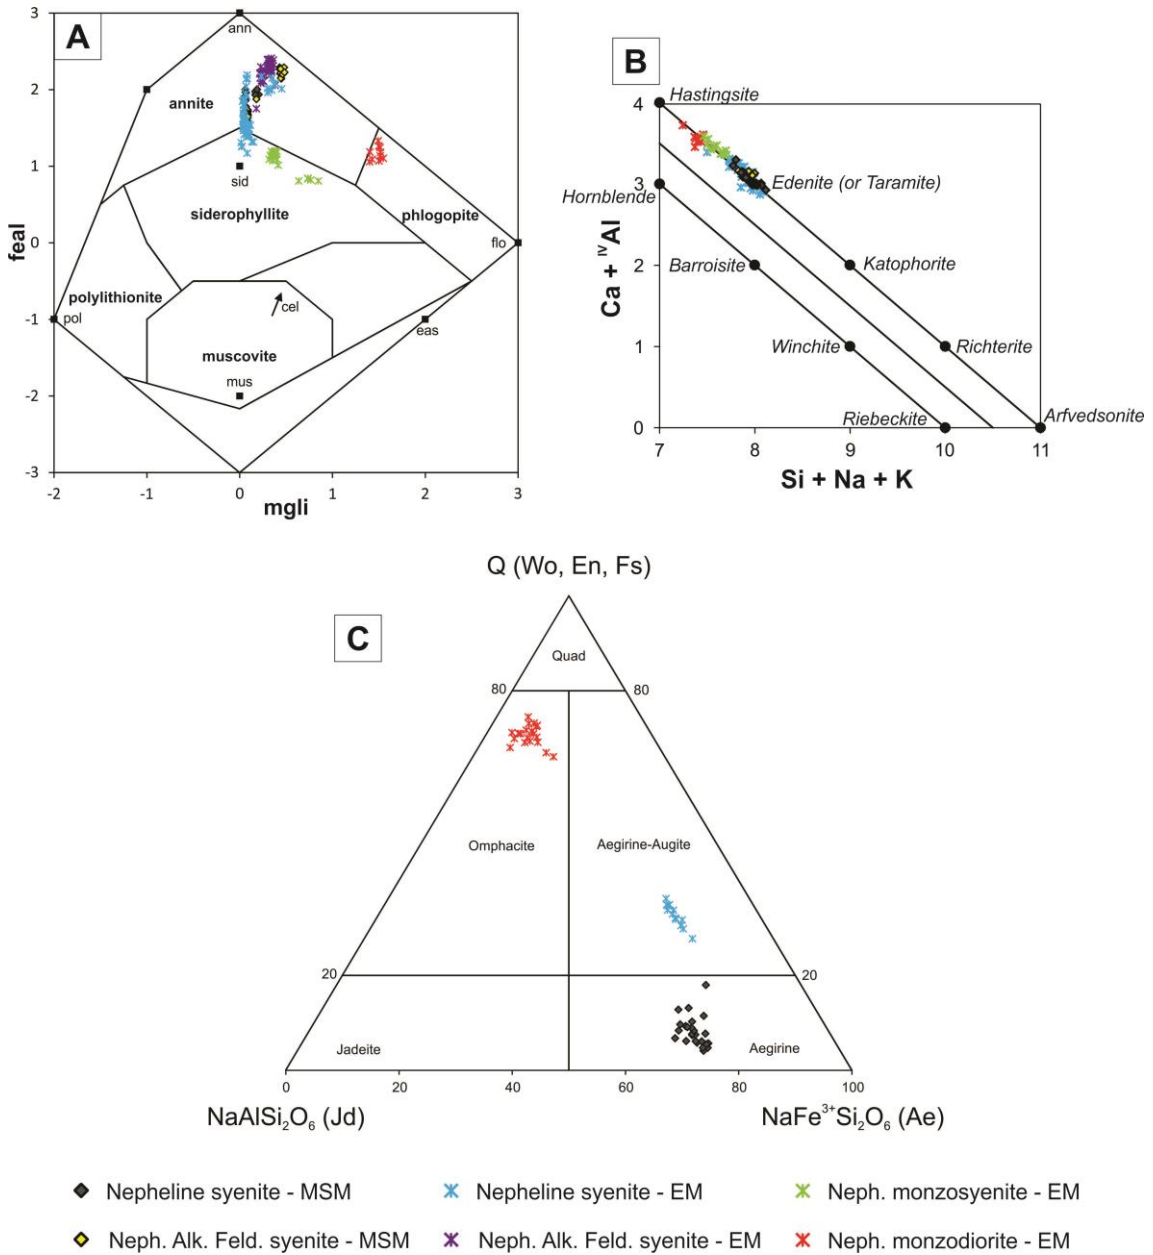 A
3
2
1
0
-1
-2
-3
feal
ann
annite
sid
siderophyllite
phlogopite
flo
polylithionite
pol
cel
eas
muscovite
mus
-2 -1 0 1 2 3
mgli
B
4
3
2
1
0
Ca + ᴵⱽAl
Hastingsite
Hornblende
Edenite (or Taramite)
Barroisite
Katophorite
Winchite
Richterite
Riebeckite
Arfvedsonite
7 8 9 10 11
Si + Na + K
Q (Wo, En, Fs)
C
Quad
80 80
Omphacite Aegirine-Augite
20 20
Jadeite Aegirine
0 20 40 60 80 100
NaAlSi₂O₆ (Jd) NaFe³⁺Si₂O₆ (Ae)
Nepheline syenite - MSM Nepheline syenite - EM Neph. monzosyenite - EM
Neph. Alk. Feld. syenite - MSM Neph. Alk. Feld. syenite - EM Neph. monzodiorite - EM